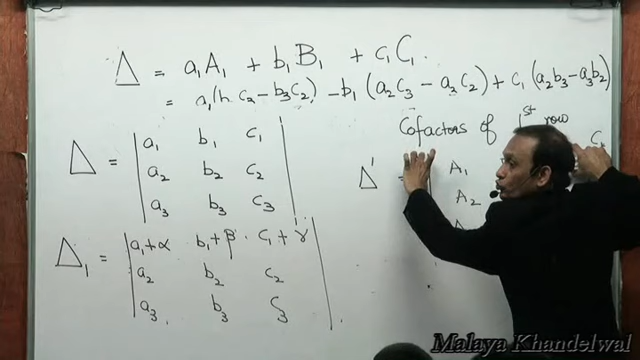 Δ = a₁A₁ + b₁B₁ + c₁C₁.
= a₁(b₂c₃ - b₃c₂) - b₁(a₂c₃ - a₃c₂) + c₁(a₂b₃ - a₃b₂)
Cofactors of 1st row
Δ = | a₁ b₁ c₁ |
| a₂ b₂ c₂ |
| a₃ b₃ c₃ |
Δ' = | A₁
A₂
Δ₁ = | a₁+α b₁+β c₁+γ |
| a₂ b₂ c₂ |
| a₃ b₃ c₃ |
Malaya Khandelwal